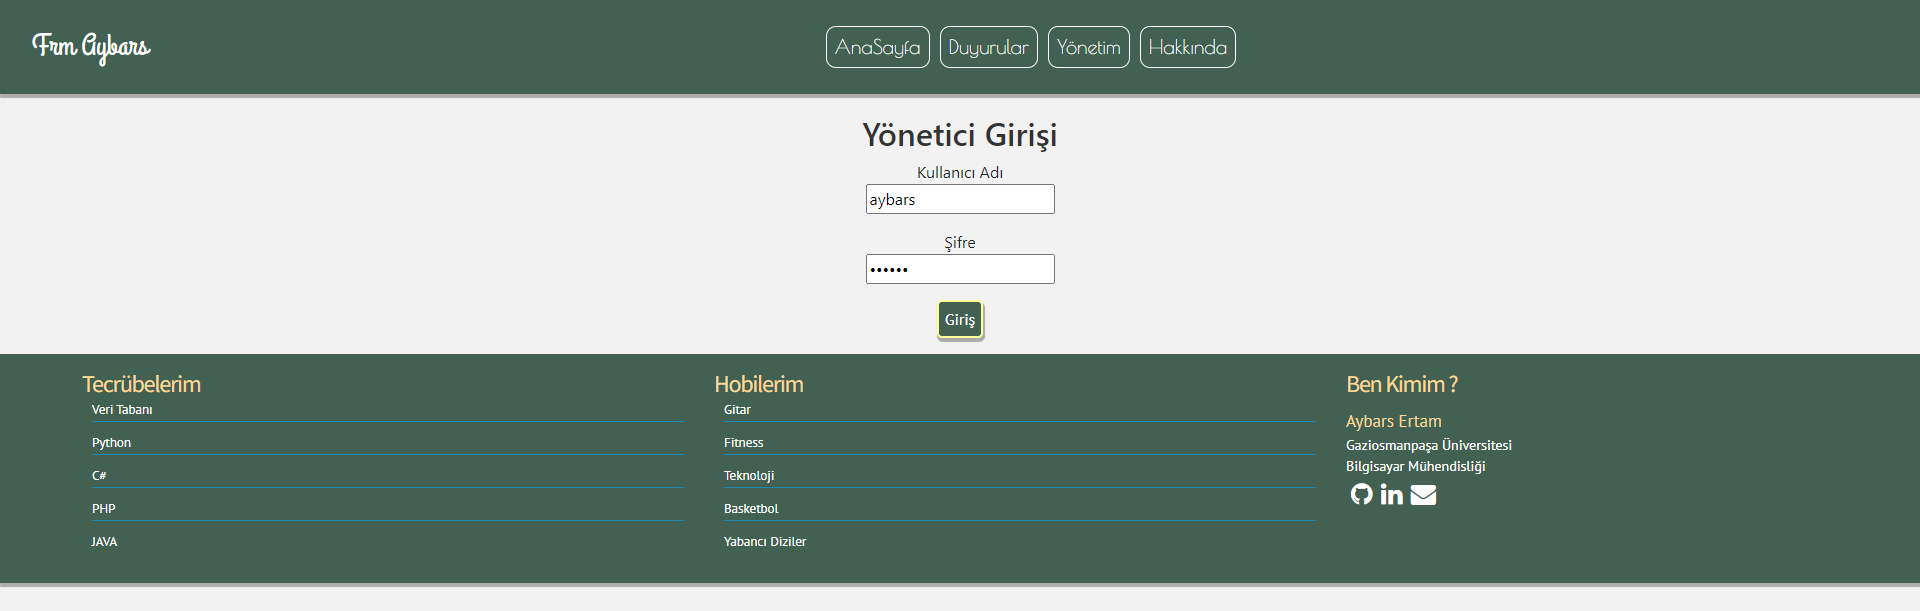 Frm Aybars
AnaSayfa Duyurular Yönetim Hakkında
Yönetici Girişi
Kullanıcı Adı
aybars
Şifre
••••••
Giriş
Tecrübelerim
Veri Tabanı
Python
C#
PHP
JAVA
Hobilerim
Gitar
Fitness
Teknoloji
Basketbol
Yabancı Diziler
Ben Kimim ?
Aybars Ertam
Gaziosmanpaşa Üniversitesi
Bilgisayar Mühendisliği